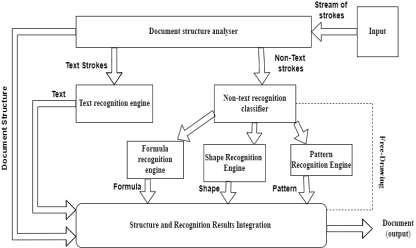 Stream of
strokes
Document structure analyser
Input
Text Strokes
Non-Text
strokes
Document Structure
Text
Text recognition engine
Non-text recognition
classifier
Free-Drawing
Formula
recognition
engine
Shape Recognition
Engine
Pattern
Recognition Engine
Formula
Shape
Pattern
Structure and Recognition Results Integration
Document
(output)